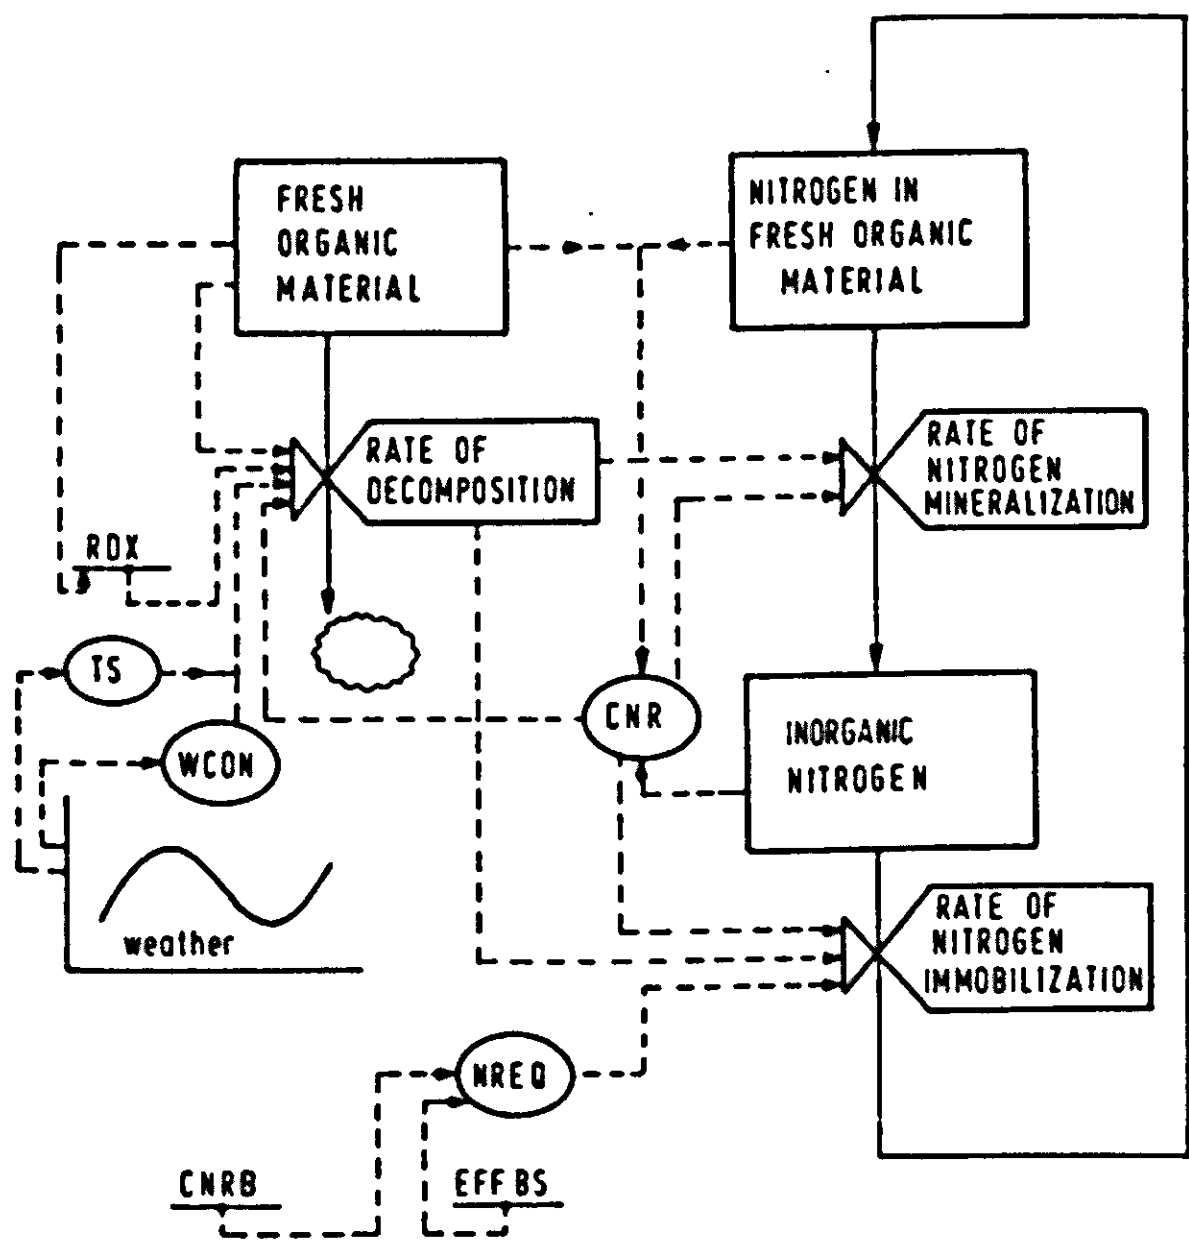 FRESH
ORGANIC
MATERIAL
NITROGEN IN
FRESH ORGANIC
MATERIAL
RATE OF
DECOMPOSITION
RATE OF
NITROGEN
MINERALIZATION
RDX
TS
WCON
CNR
INORGANIC
NITROGEN
weather
RATE OF
NITROGEN
IMMOBILIZATION
NREQ
CNRB
EFFBS